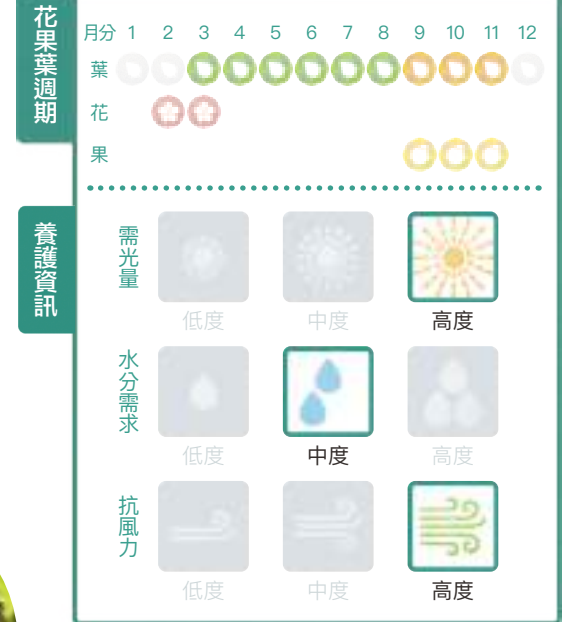 花果葉週期
月分 1 2 3 4 5 6 7 8 9 10 11 12
葉
花
果
養護資訊
需光量
低度 中度 高度
水分需求
低度 中度 高度
抗風力
低度 中度 高度